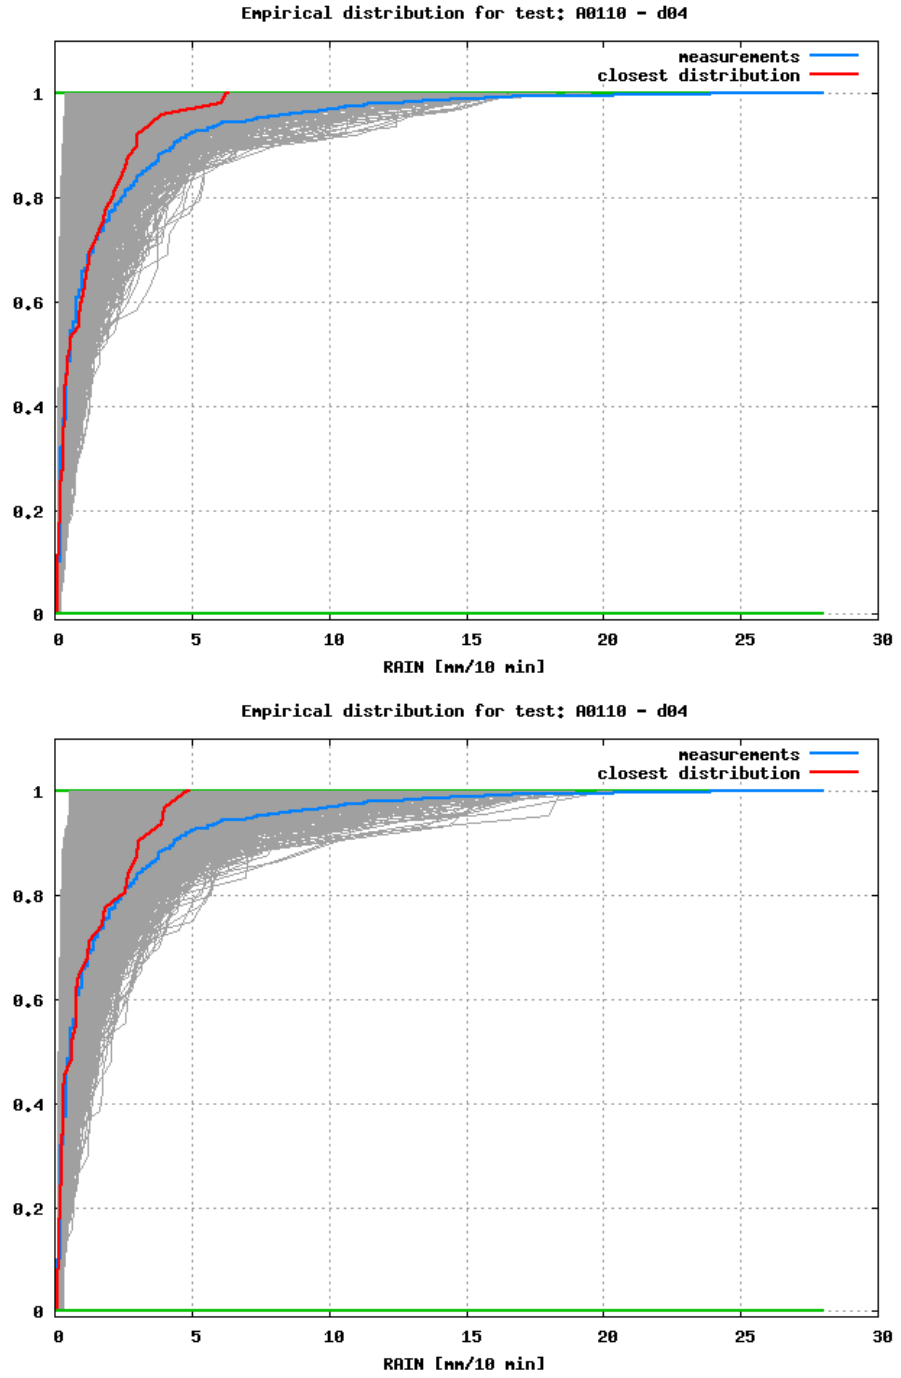 Empirical distribution for test: A0110 - d04
measurements
closest distribution
1
0.8
0.6
0.4
0.2
0
0 5 10 15 20 25 30
RAIN [mm/10 min]
Empirical distribution for test: A0110 - d04
measurements
closest distribution
1
0.8
0.6
0.4
0.2
0
0 5 10 15 20 25 30
RAIN [mm/10 min]